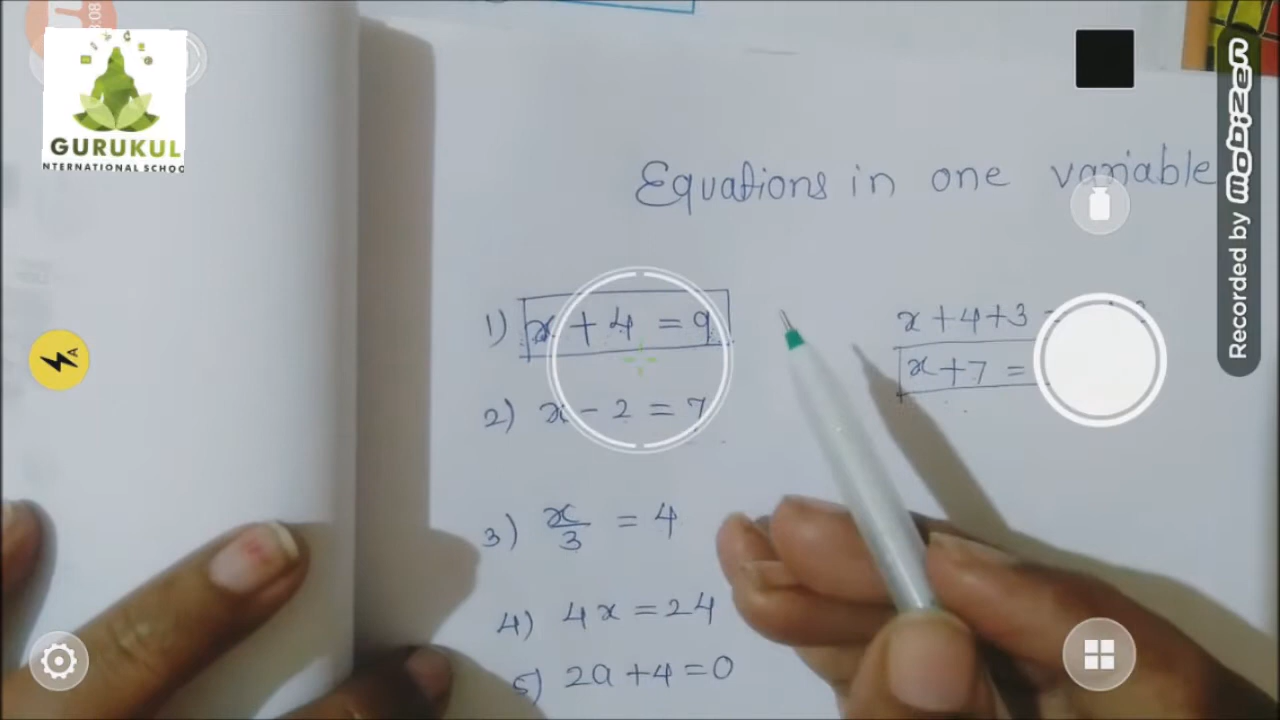 GURUKUL
NTERNATIONAL SCHOO
Recorded by mobizen
Equations in one variable
1) x + 4 = 9
x + 4 + 3 =
x + 7 =
2) x - 2 = 7
3) x/3 = 4
4) 4x = 24
5) 2a + 4 = 0